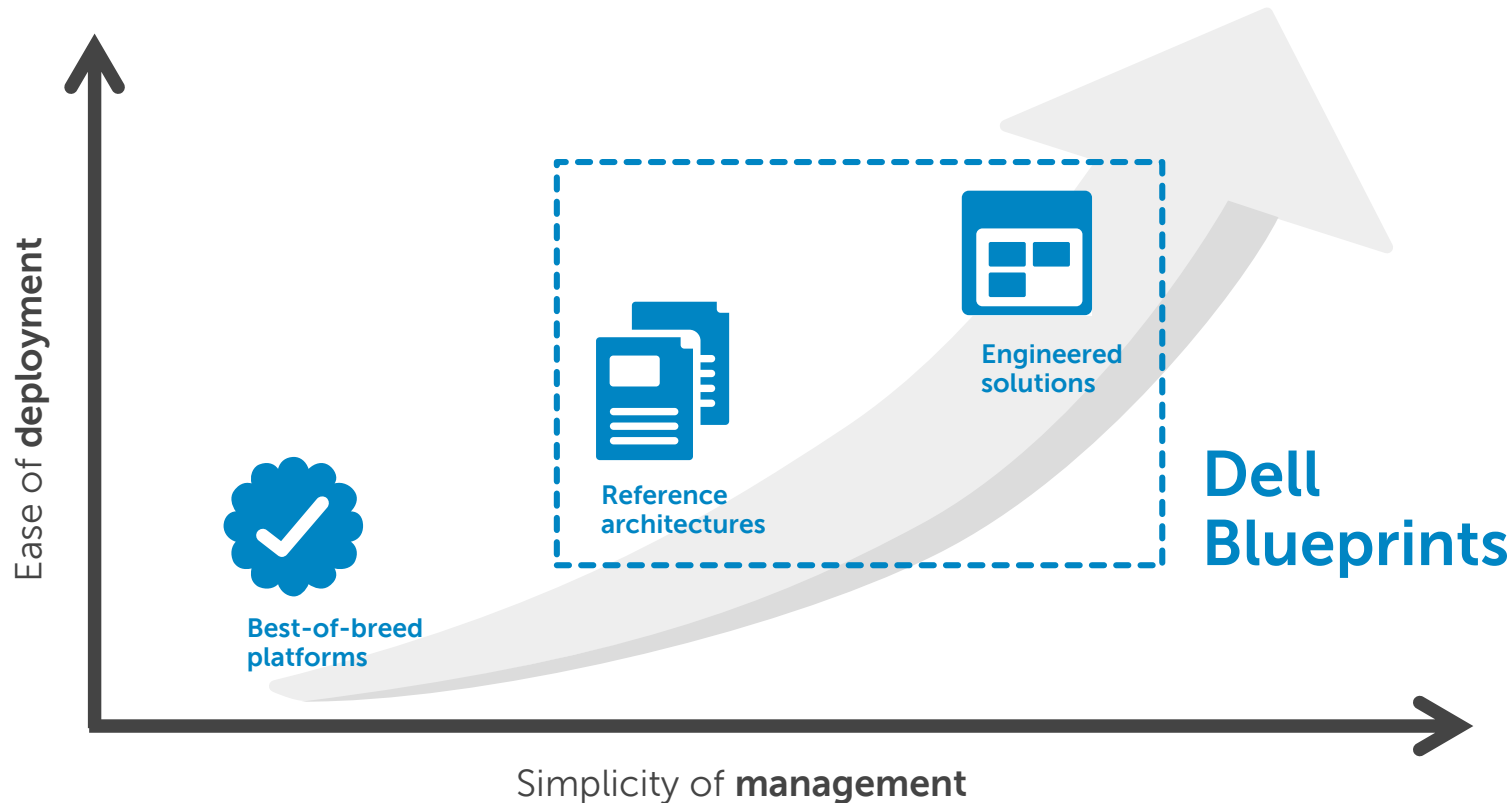 Ease of deployment
Engineered
solutions
Reference
architectures
Dell
Blueprints
Best-of-breed
platforms
Simplicity of management